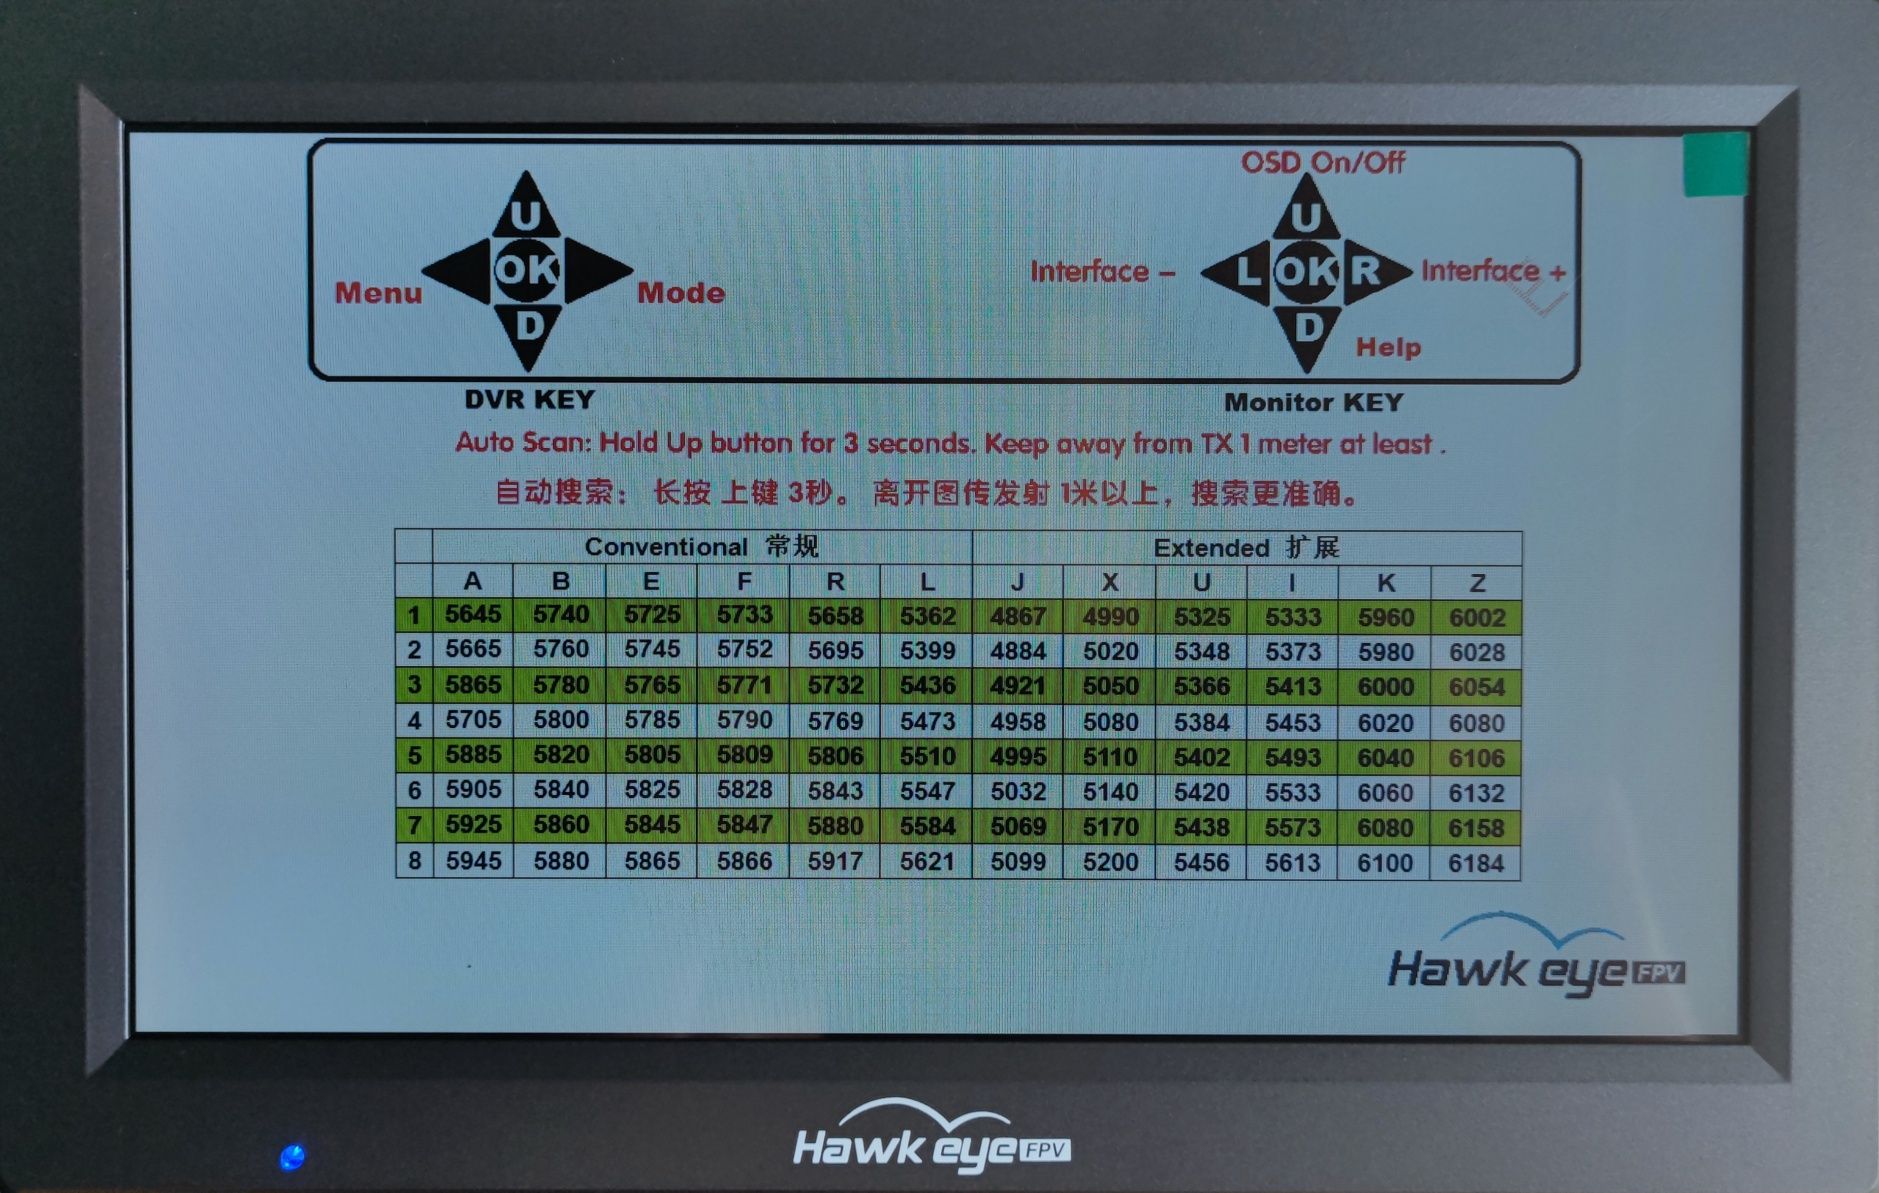 OSD On/Off
U
U
Menu OK Mode
Interface - L OK R Interface +
D
D
Help
DVR KEY
Monitor KEY
Auto Scan: Hold Up button for 3 seconds. Keep away from TX 1 meter at least .
自动搜索： 长按 上键 3秒。 离开图传发射 1米以上，搜索更准确。
Conventional 常规 Extended 扩展
A B E F R L J X U I K Z
1 5645 5740 5725 5733 5658 5362 4867 4990 5325 5333 5960 6002
2 5665 5760 5745 5752 5695 5399 4884 5020 5348 5373 5980 6028
3 5865 5780 5765 5771 5732 5436 4921 5050 5366 5413 6000 6054
4 5705 5800 5785 5790 5769 5473 4958 5080 5384 5453 6020 6080
5 5885 5820 5805 5809 5806 5510 4995 5110 5402 5493 6040 6106
6 5905 5840 5825 5828 5843 5547 5032 5140 5420 5533 6060 6132
7 5925 5860 5845 5847 5880 5584 5069 5170 5438 5573 6080 6158
8 5945 5880 5865 5866 5917 5621 5099 5200 5456 5613 6100 6184
Hawk eye FPV
Hawk eye FPV